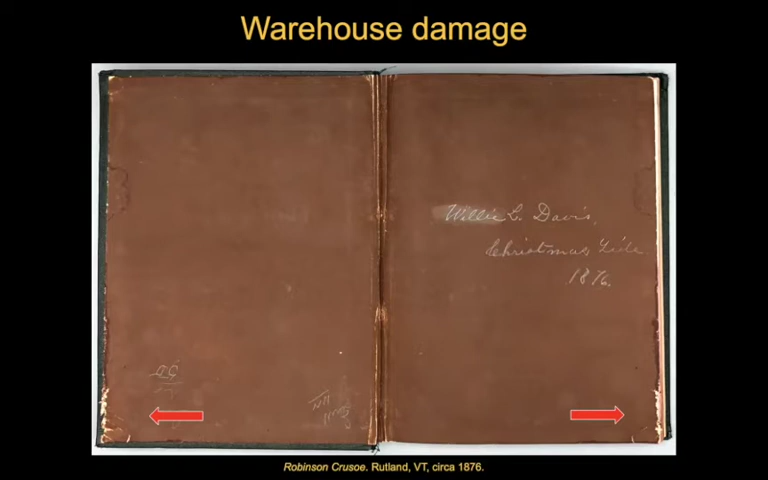 Warehouse damage
Willie L. Davis,
Christmas Tide
1876.
Robinson Crusoe. Rutland, VT, circa 1876.